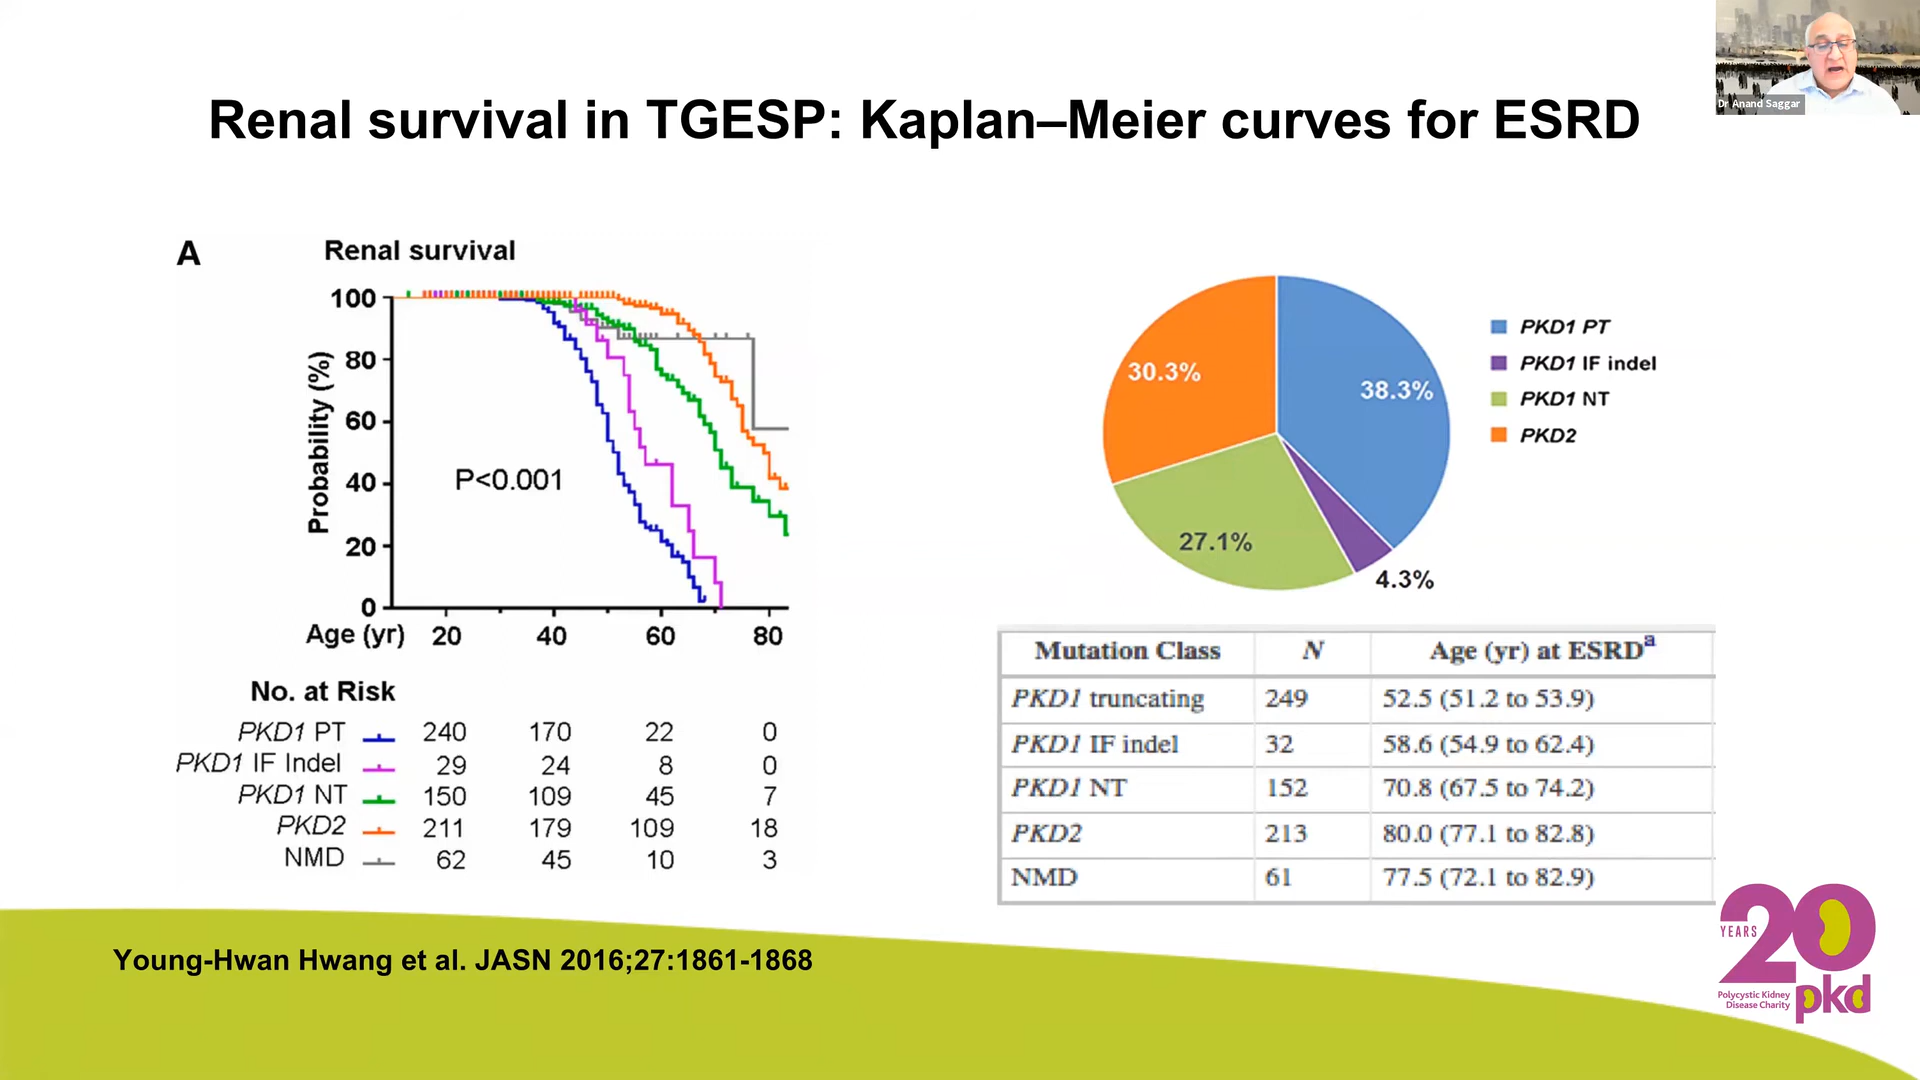 Dr Anand Saggar
Renal survival in TGESP: Kaplan–Meier curves for ESRD
A
Renal survival
Probability (%)
100
80
60
40
20
0
P<0.001
Age (yr) 20 40 60 80
No. at Risk
PKD1 PT 240 170 22 0
PKD1 IF Indel 29 24 8 0
PKD1 NT 150 109 45 7
PKD2 211 179 109 18
NMD 62 45 10 3
38.3%
4.3%
27.1%
30.3%
PKD1 PT
PKD1 IF indel
PKD1 NT
PKD2
Mutation Class N Age (yr) at ESRDa
PKD1 truncating 249 52.5 (51.2 to 53.9)
PKD1 IF indel 32 58.6 (54.9 to 62.4)
PKD1 NT 152 70.8 (67.5 to 74.2)
PKD2 213 80.0 (77.1 to 82.8)
NMD 61 77.5 (72.1 to 82.9)
Young-Hwan Hwang et al. JASN 2016;27:1861-1868
20
YEARS
Polycystic Kidney
Disease Charity
pkd